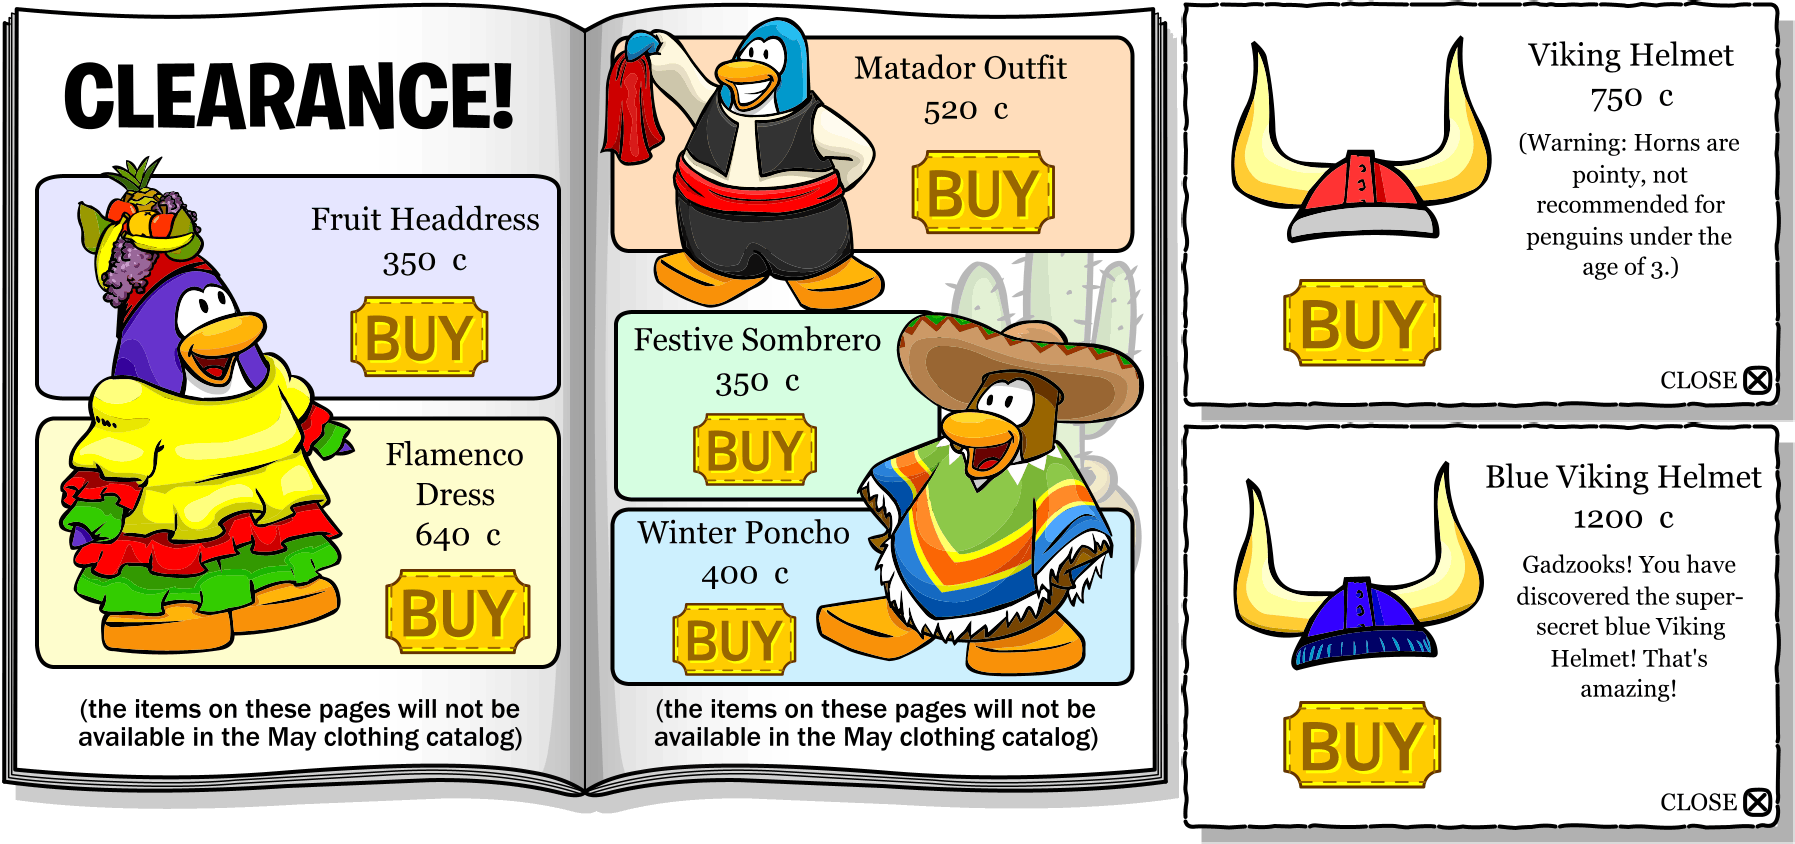 CLEARANCE!
Fruit Headdress
350 c
BUY
Flamenco
Dress
640 c
BUY
(the items on these pages will not be
available in the May clothing catalog)
Matador Outfit
520 c
BUY
Festive Sombrero
350 c
BUY
Winter Poncho
400 c
BUY
(the items on these pages will not be
available in the May clothing catalog)
Viking Helmet
750 c
(Warning: Horns are
pointy, not
recommended for
penguins under the
age of 3.)
BUY
CLOSE
Blue Viking Helmet
1200 c
Gadzooks! You have
discovered the super-
secret blue Viking
Helmet! That's
amazing!
BUY
CLOSE